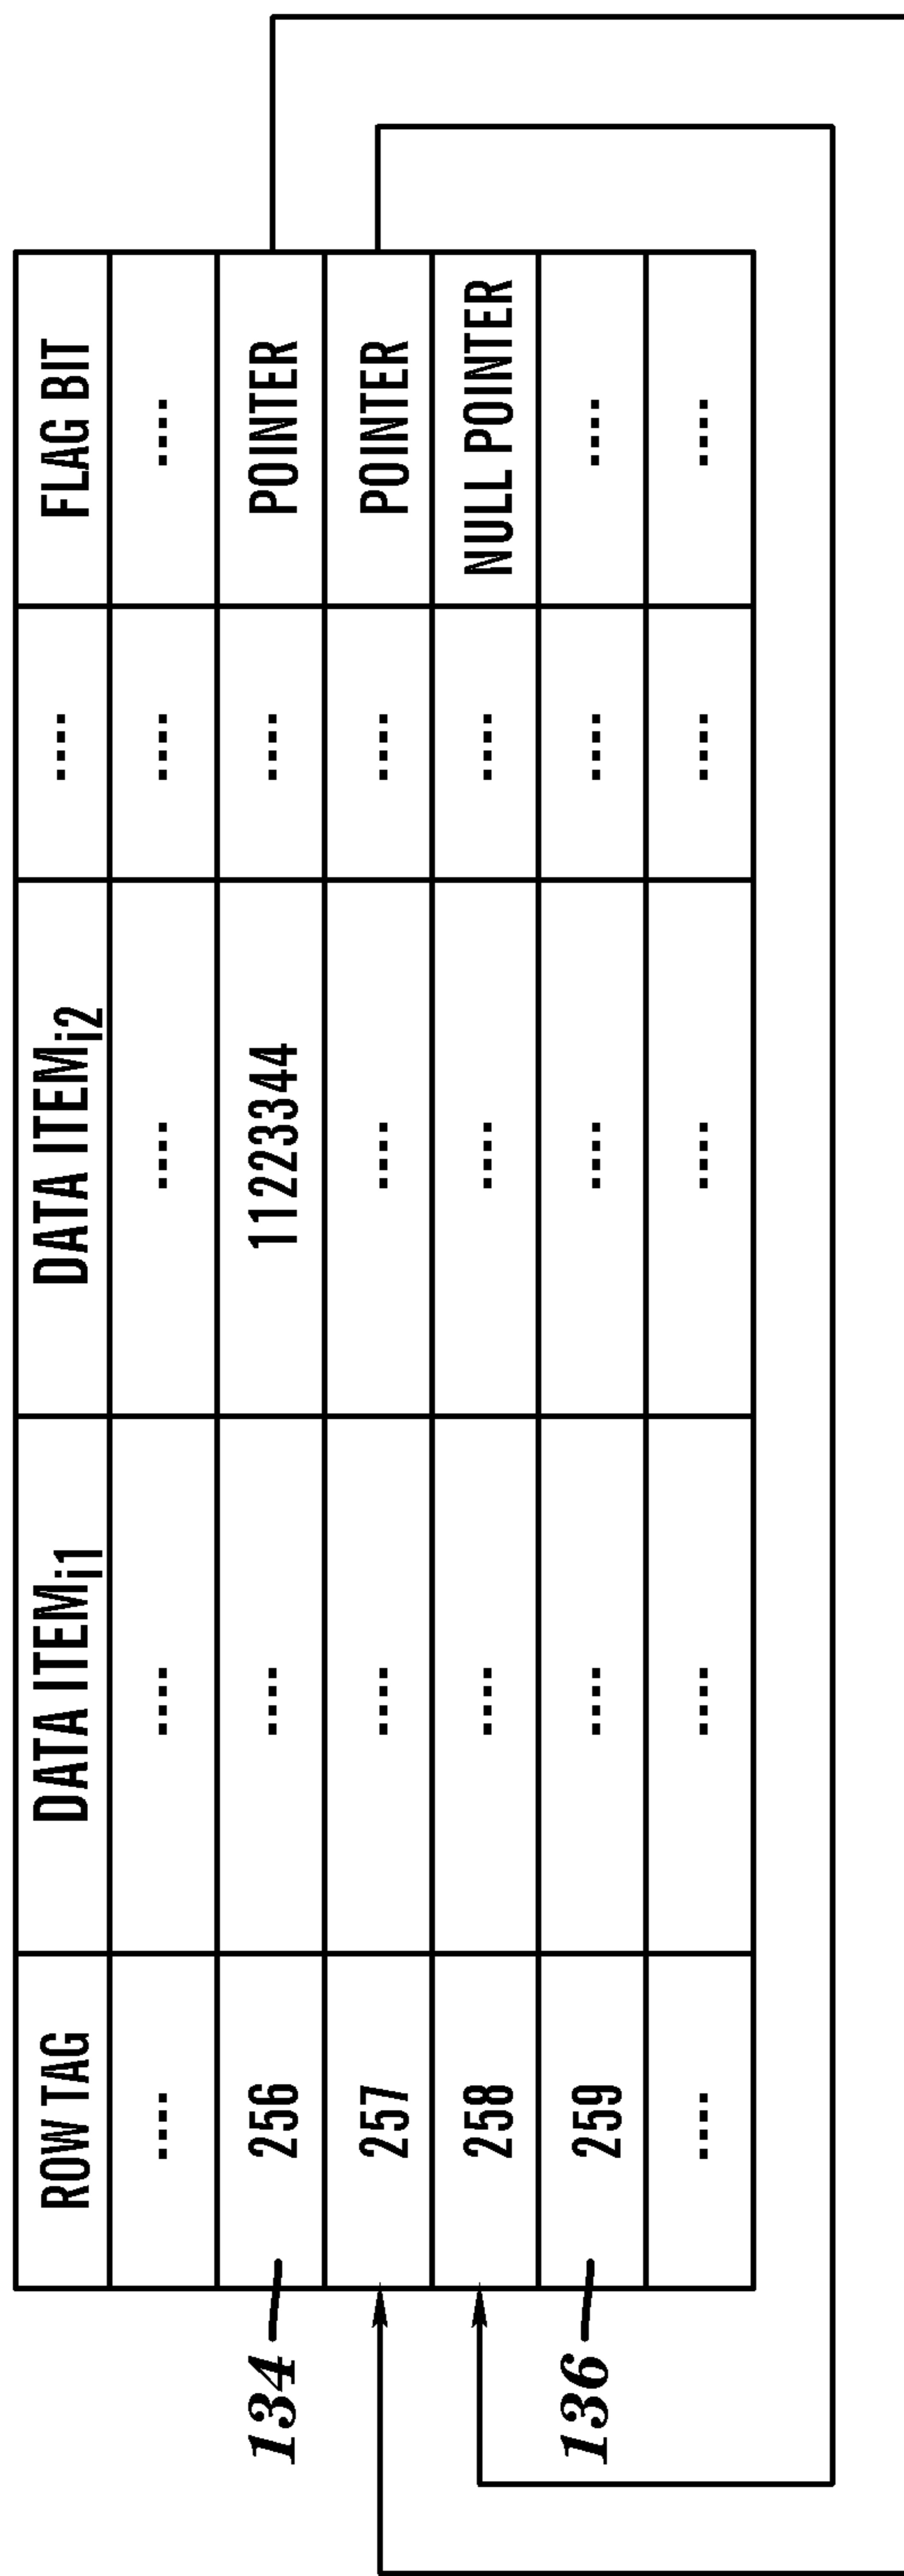 ROW TAG DATA ITEMi1 DATA ITEMi2 .... FLAG BIT
.... .... .... .... ....
134 256 .... 11223344 .... POINTER
257 .... .... .... POINTER
258 .... .... .... NULL POINTER
136 259 .... .... .... ....
.... .... .... .... ....